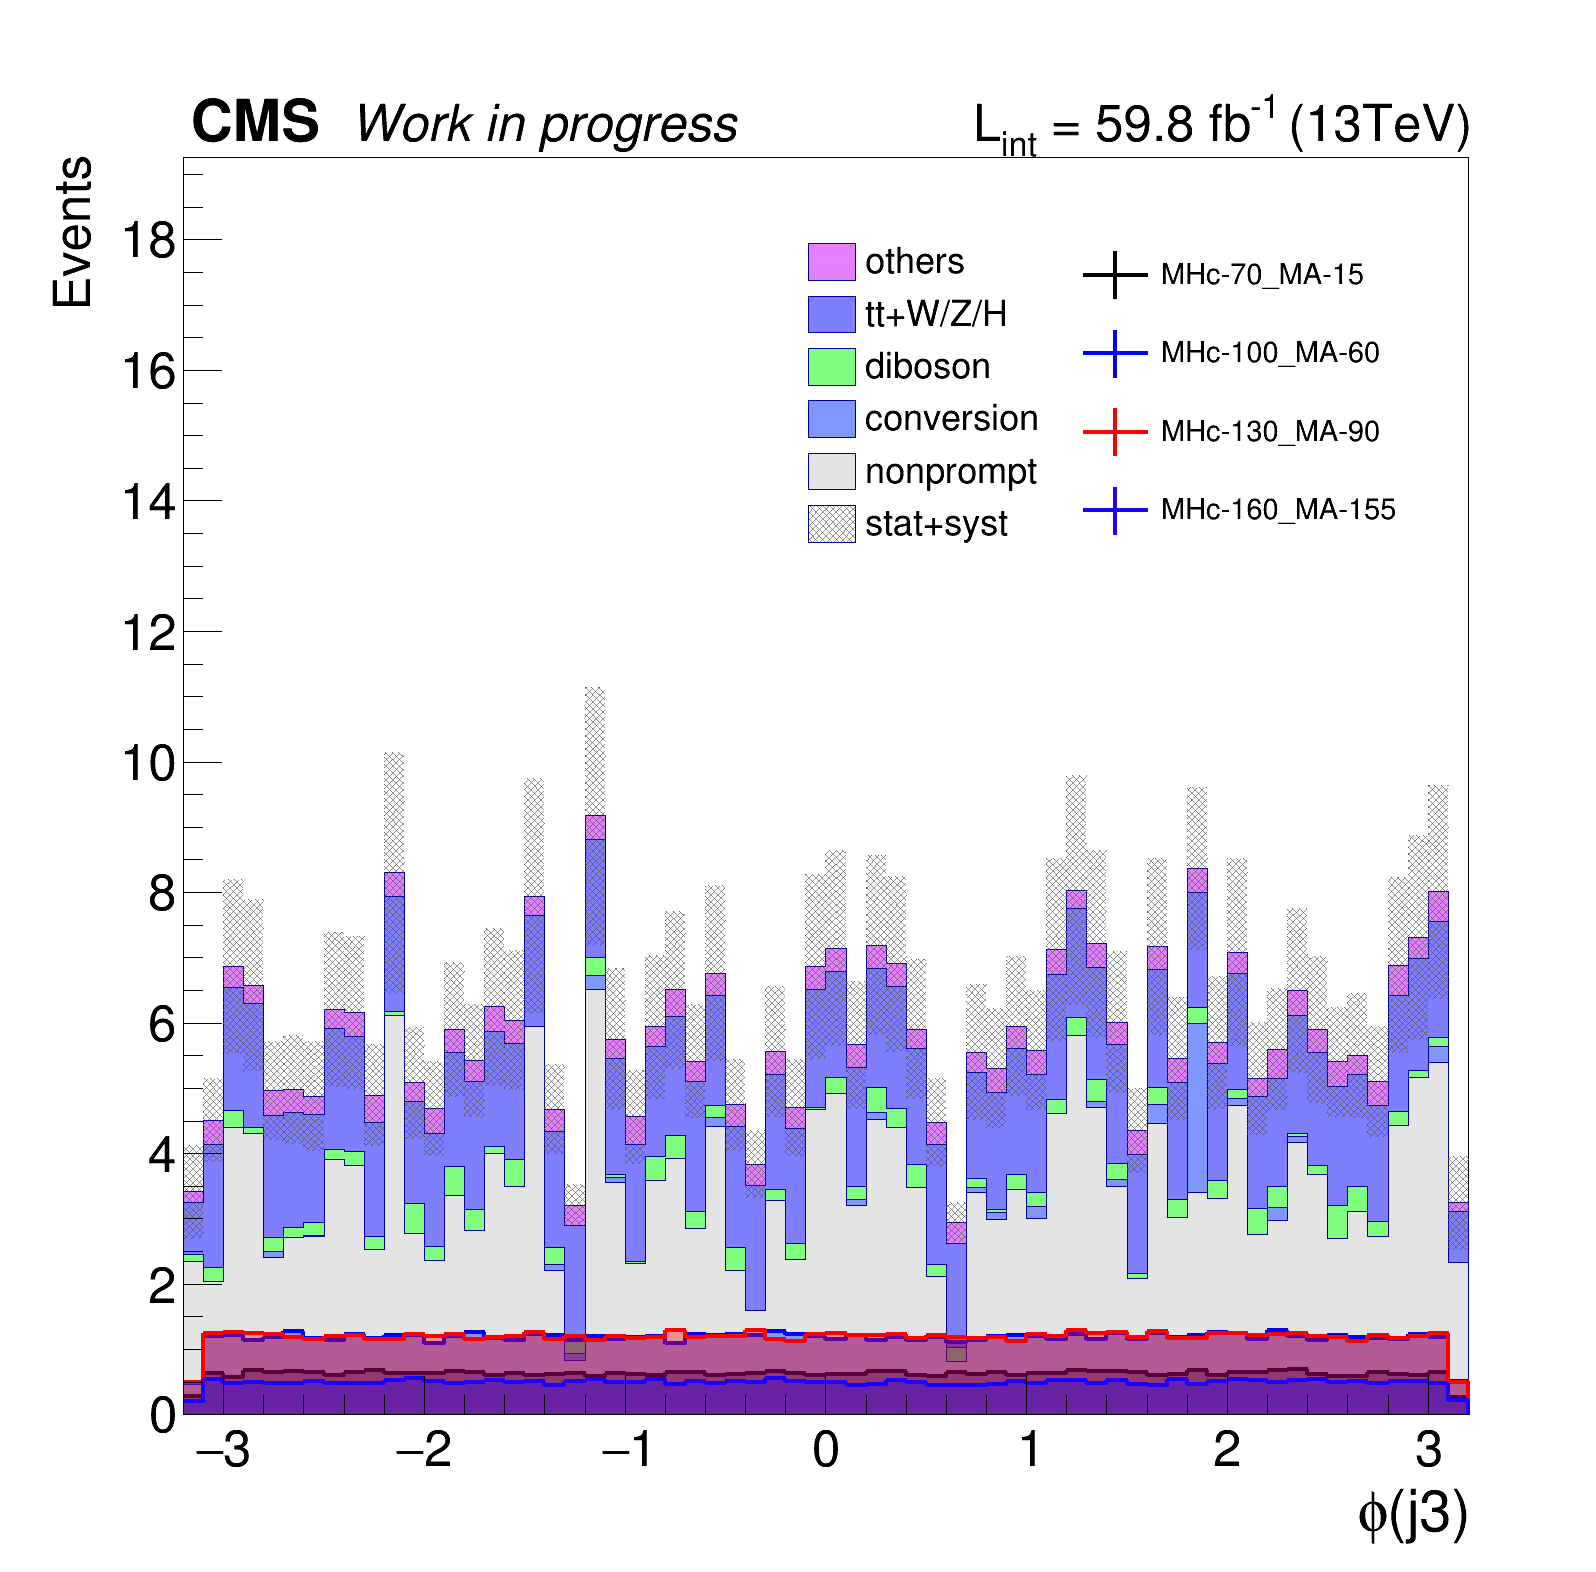 CMS Work in progress L_int = 59.8 fb^-1 (13TeV)
Events
18
16
14
12
10
8
6
4
2
0
others
tt+W/Z/H
diboson
conversion
nonprompt
stat+syst
MHc-70_MA-15
MHc-100_MA-60
MHc-130_MA-90
MHc-160_MA-155
−3 −2 −1 0 1 2 3
ϕ(j3)